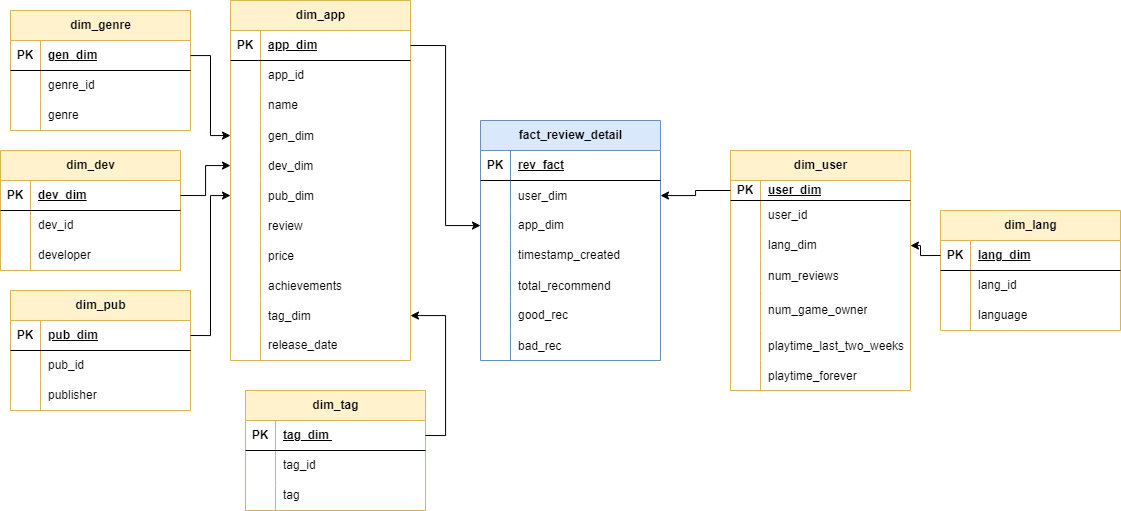 dim_genre
PK gen_dim
genre_id
genre
dim_dev
PK dev_dim
dev_id
developer
dim_pub
PK pub_dim
pub_id
publisher
dim_app
PK app_dim
app_id
name
gen_dim
dev_dim
pub_dim
review
price
achievements
tag_dim
release_date
dim_tag
PK tag_dim
tag_id
tag
fact_review_detail
PK rev_fact
user_dim
app_dim
timestamp_created
total_recommend
good_rec
bad_rec
dim_user
PK user_dim
user_id
lang_dim
num_reviews
num_game_owner
playtime_last_two_weeks
playtime_forever
dim_lang
PK lang_dim
lang_id
language